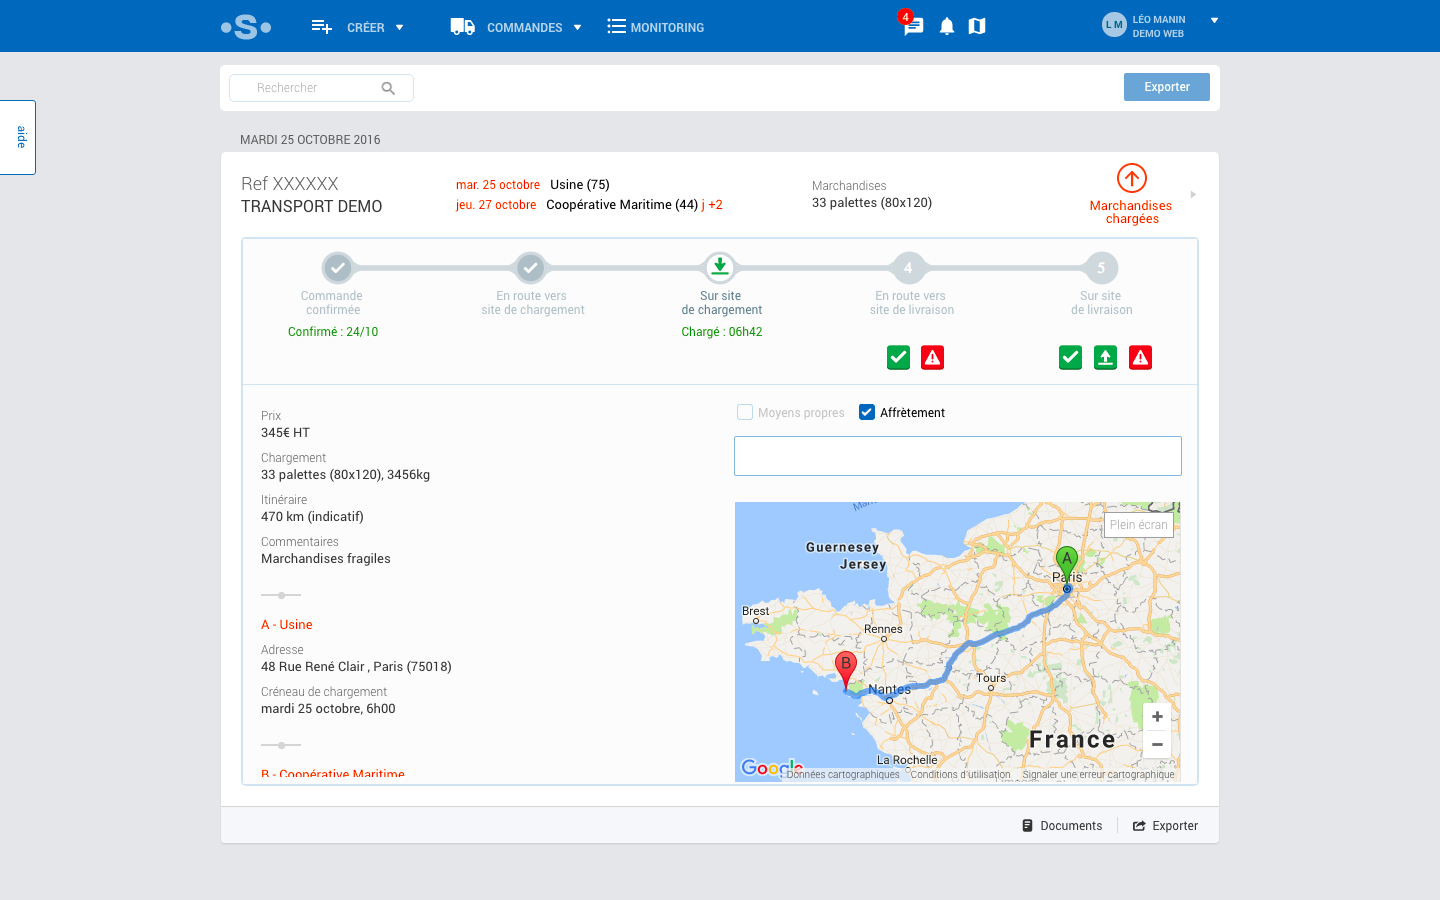 •S•
CRÉER
COMMANDES
MONITORING
4
L M
LÉO MANIN
DEMO WEB
aide
Rechercher
Exporter
MARDI 25 OCTOBRE 2016
Ref XXXXXX
TRANSPORT DEMO
mar. 25 octobre Usine (75)
jeu. 27 octobre Coopérative Maritime (44) j +2
Marchandises
33 palettes (80x120)
Marchandises
chargées
4
5
Commande
confirmée
En route vers
site de chargement
Sur site
de chargement
En route vers
site de livraison
Sur site
de livraison
Confirmé : 24/10
Chargé : 06h42
Prix
345€ HT
Chargement
33 palettes (80x120), 3456kg
Itinéraire
470 km (indicatif)
Commentaires
Marchandises fragiles
A - Usine
Adresse
48 Rue René Clair , Paris (75018)
Créneau de chargement
mardi 25 octobre, 6h00
B - Coopérative Maritime
Moyens propres
Affrètement
Plein écran
Guernesey
Jersey
A
Paris
Brest
Rennes
B
Nantes
Tours
France
La Rochelle
+
−
Google
Données cartographiques
Conditions d'utilisation
Signaler une erreur cartographique
Documents
Exporter